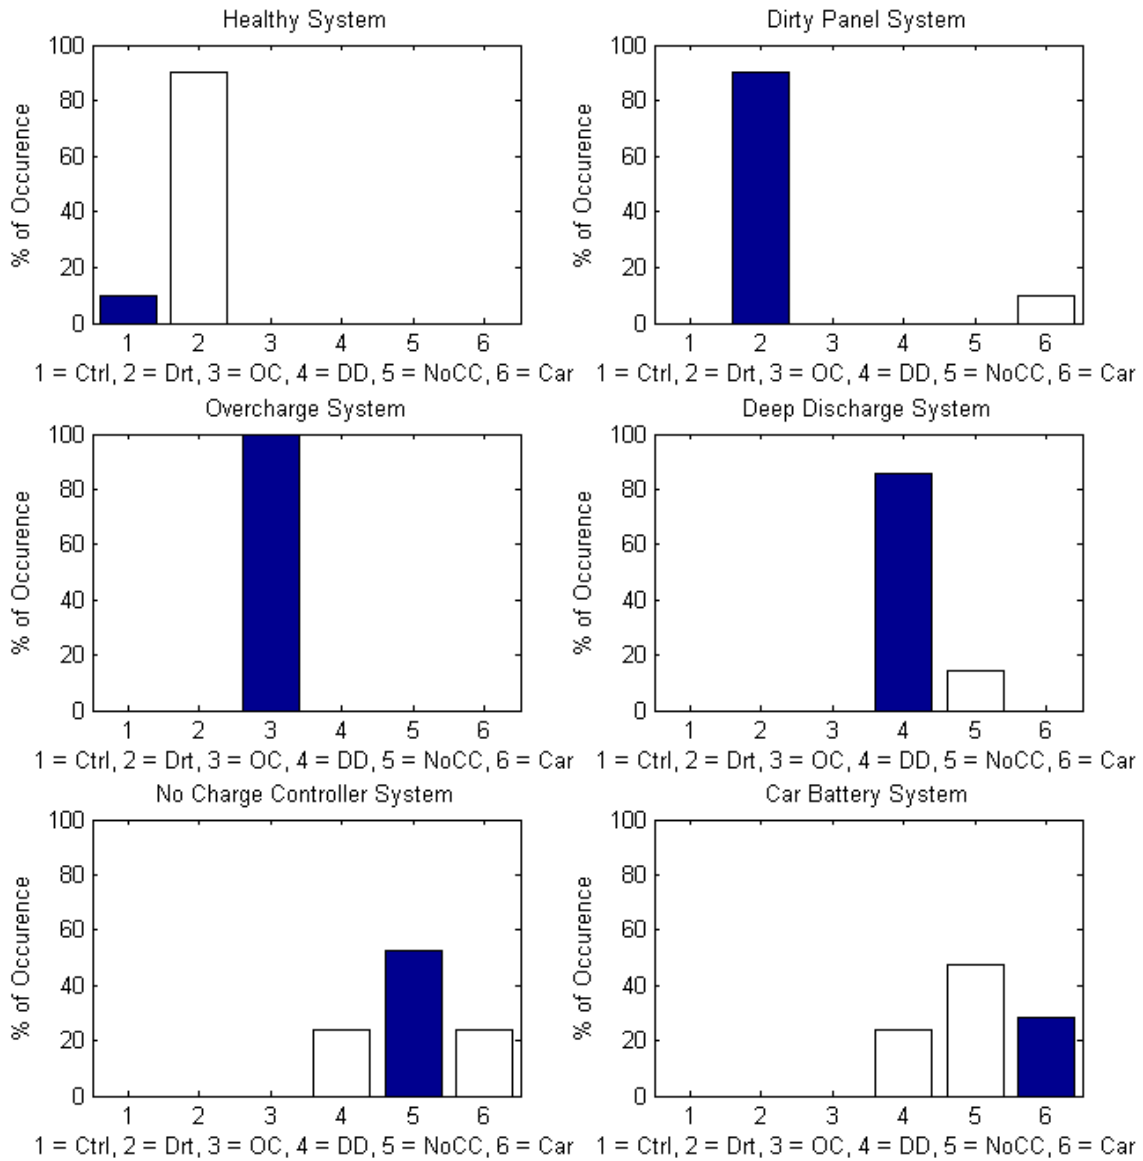 Healthy System
100
80
60
40
20
0
% of Occurence
1 2 3 4 5 6
1 = Ctrl, 2 = Drt, 3 = OC, 4 = DD, 5 = NoCC, 6 = Car
Dirty Panel System
100
80
60
40
20
0
% of Occurence
1 2 3 4 5 6
1 = Ctrl, 2 = Drt, 3 = OC, 4 = DD, 5 = NoCC, 6 = Car
Overcharge System
100
80
60
40
20
0
% of Occurence
1 2 3 4 5 6
1 = Ctrl, 2 = Drt, 3 = OC, 4 = DD, 5 = NoCC, 6 = Car
Deep Discharge System
100
80
60
40
20
0
% of Occurence
1 2 3 4 5 6
1 = Ctrl, 2 = Drt, 3 = OC, 4 = DD, 5 = NoCC, 6 = Car
No Charge Controller System
100
80
60
40
20
0
% of Occurence
1 2 3 4 5 6
1 = Ctrl, 2 = Drt, 3 = OC, 4 = DD, 5 = NoCC, 6 = Car
Car Battery System
100
80
60
40
20
0
% of Occurence
1 2 3 4 5 6
1 = Ctrl, 2 = Drt, 3 = OC, 4 = DD, 5 = NoCC, 6 = Car